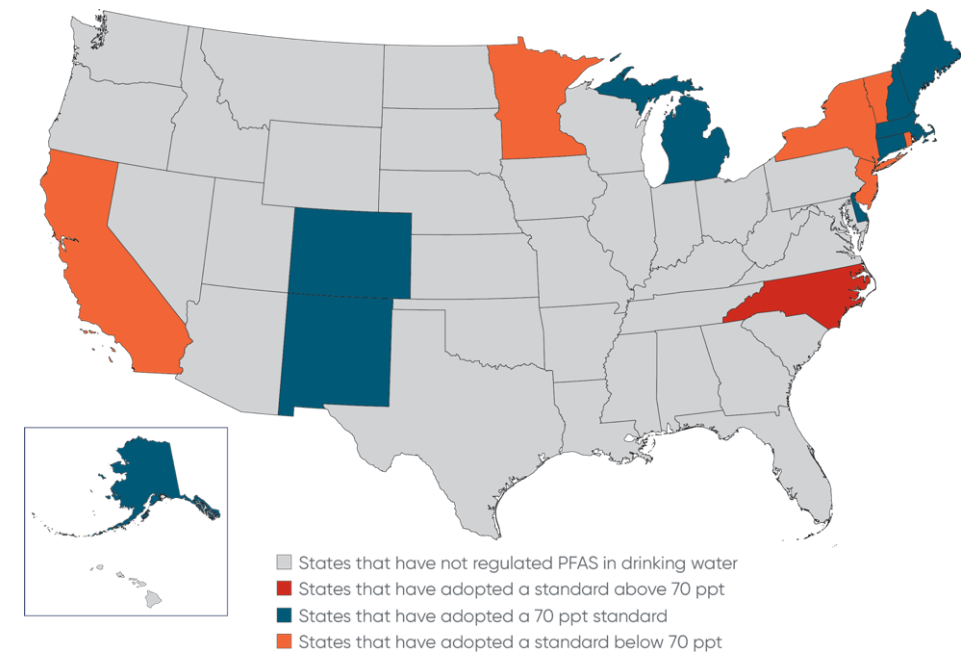 States that have not regulated PFAS in drinking water
States that have adopted a standard above 70 ppt
States that have adopted a 70 ppt standard
States that have adopted a standard below 70 ppt